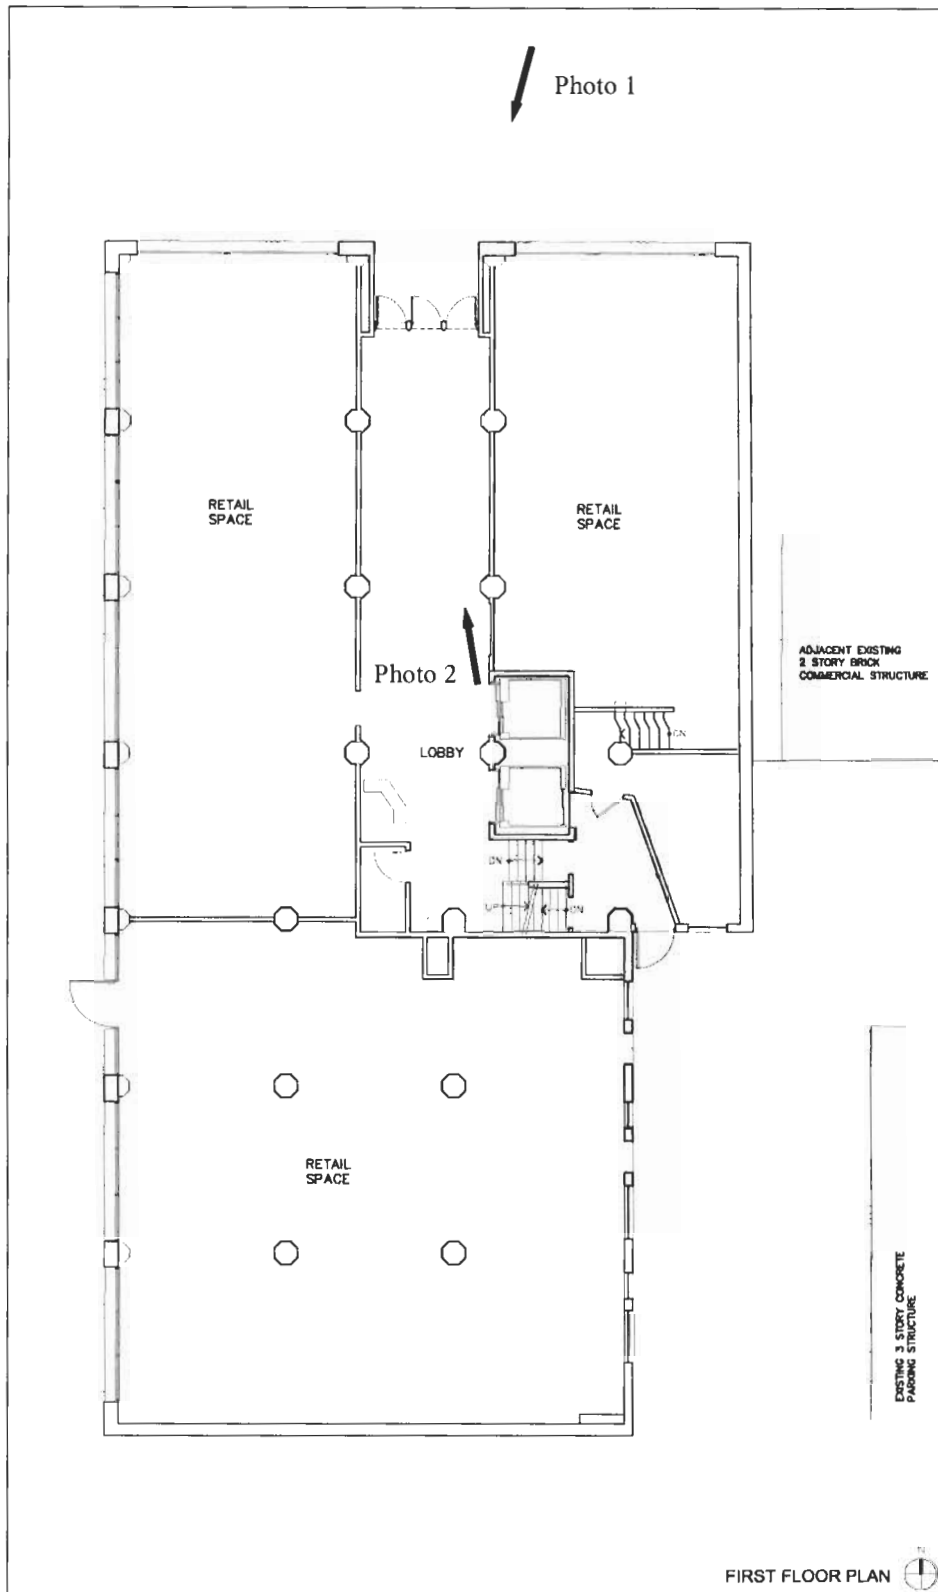 Photo 1
RETAIL
SPACE
RETAIL
SPACE
ADJACENT EXISTING
2 STORY BRICK
COMMERCIAL STRUCTURE
Photo 2
DN
LOBBY
DN
UP
DN
RETAIL
SPACE
EXISTING 3 STORY CONCRETE
PARKING STRUCTURE
N
FIRST FLOOR PLAN